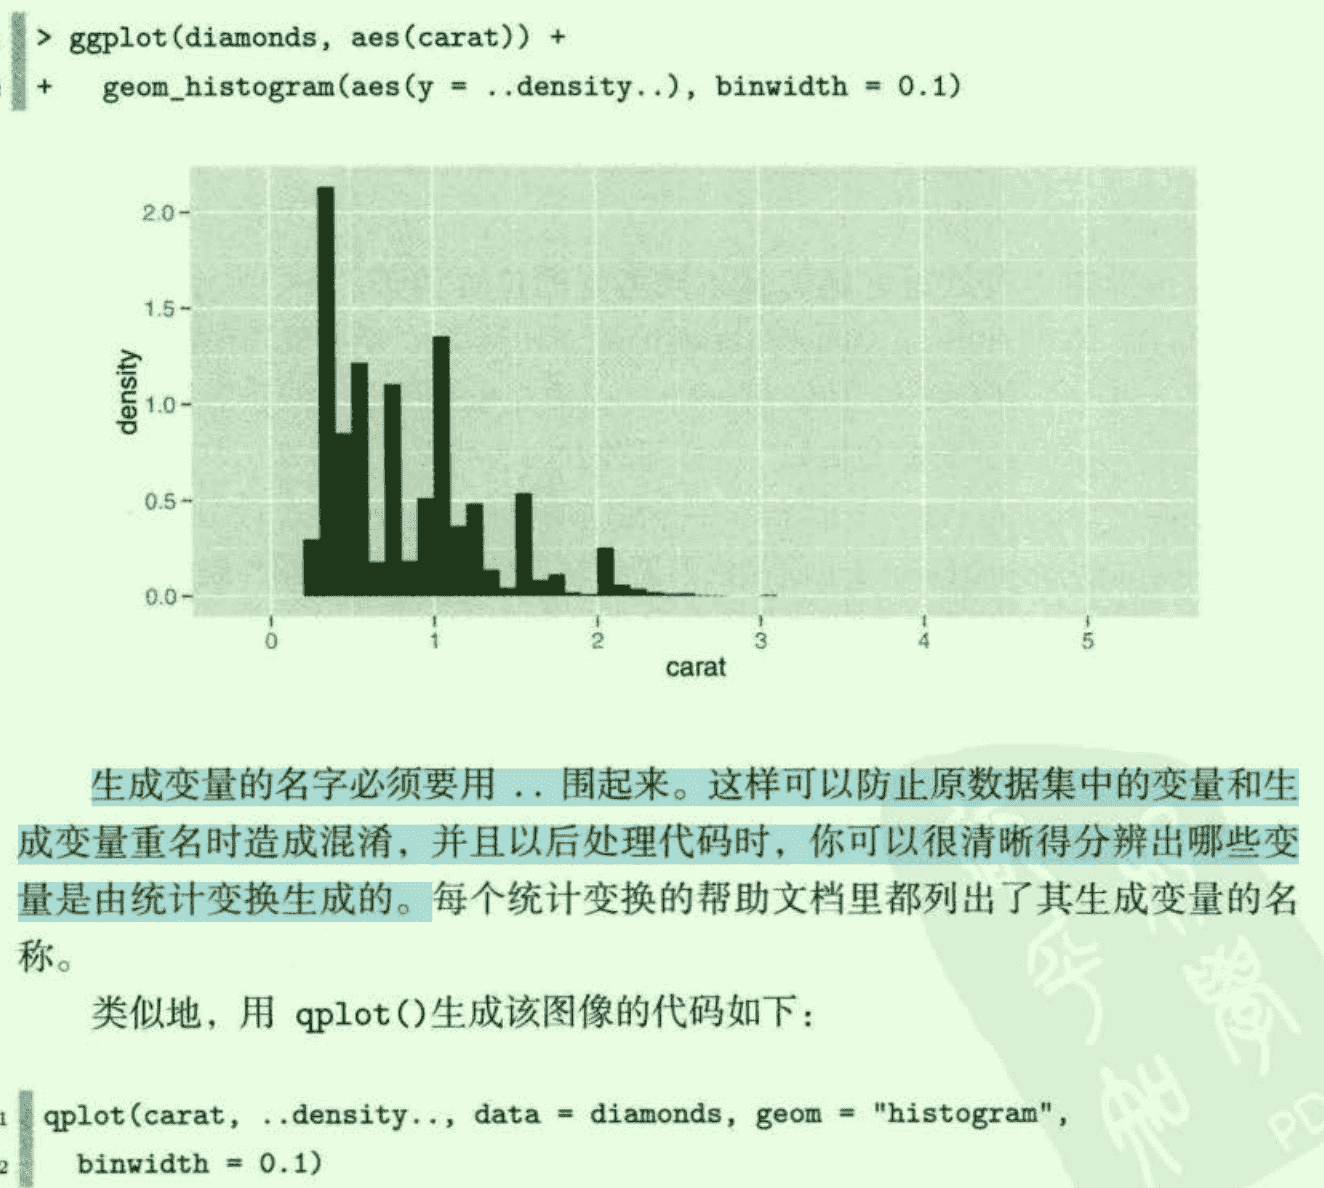 > ggplot(diamonds, aes(carat)) +
+   geom_histogram(aes(y = ..density..), binwidth = 0.1)
2.0
1.5
1.0
0.5
0.0
density
0 1 2 3 4 5
carat
生成变量的名字必须要用 .. 围起来。这样可以防止原数据集中的变量和生
成变量重名时造成混淆，并且以后处理代码时，你可以很清晰得分辨出哪些变
量是由统计变换生成的。每个统计变换的帮助文档里都列出了其生成变量的名
称。
类似地，用 qplot()生成该图像的代码如下：
1 qplot(carat, ..density.., data = diamonds, geom = "histogram",
2   binwidth = 0.1)
PD